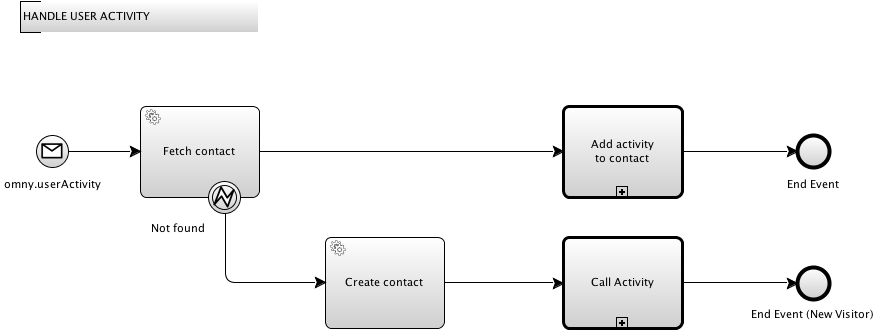 HANDLE USER ACTIVITY
Fetch contact
Add activity
to contact
omny.userActivity
End Event
Not found
Create contact
Call Activity
End Event (New Visitor)